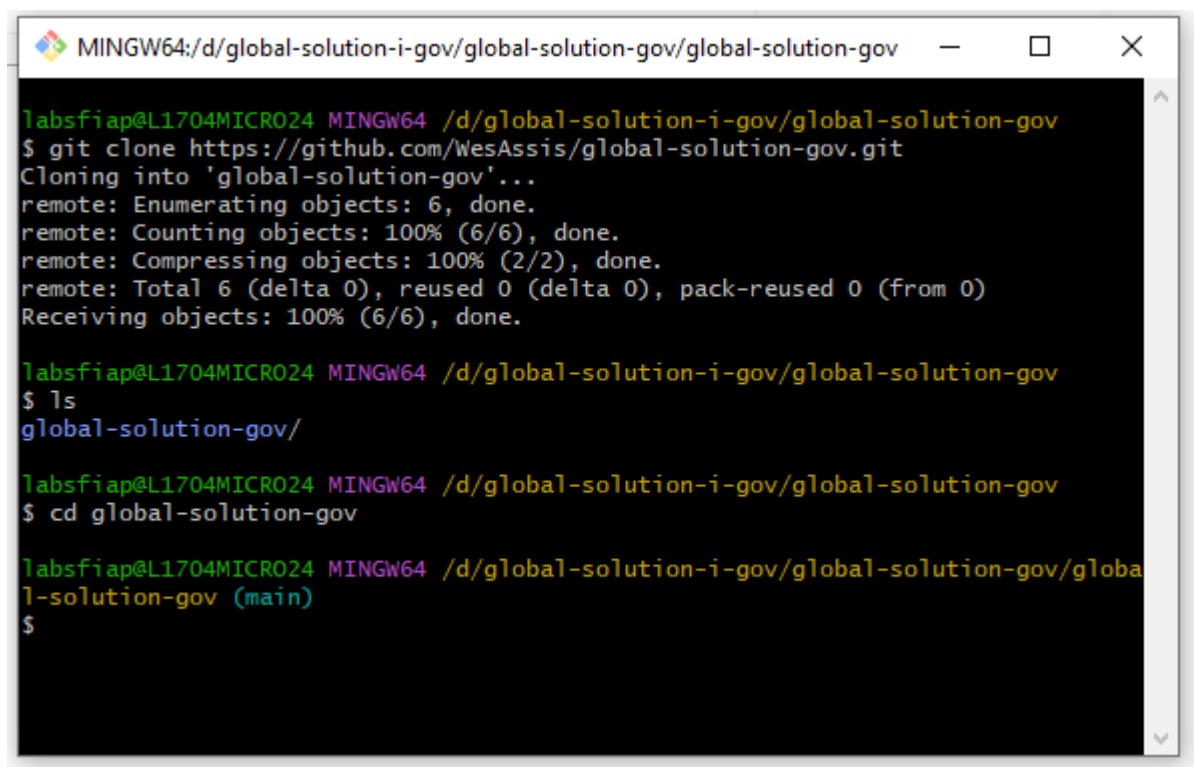 MINGW64:/d/global-solution-i-gov/global-solution-gov/global-solution-gov
labsfiap@L1704MICRO24 MINGW64 /d/global-solution-i-gov/global-solution-gov
$ git clone https://github.com/WesAssis/global-solution-gov.git
Cloning into 'global-solution-gov'...
remote: Enumerating objects: 6, done.
remote: Counting objects: 100% (6/6), done.
remote: Compressing objects: 100% (2/2), done.
remote: Total 6 (delta 0), reused 0 (delta 0), pack-reused 0 (from 0)
Receiving objects: 100% (6/6), done.
labsfiap@L1704MICRO24 MINGW64 /d/global-solution-i-gov/global-solution-gov
$ ls
global-solution-gov/
labsfiap@L1704MICRO24 MINGW64 /d/global-solution-i-gov/global-solution-gov
$ cd global-solution-gov
labsfiap@L1704MICRO24 MINGW64 /d/global-solution-i-gov/global-solution-gov/globa
l-solution-gov (main)
$